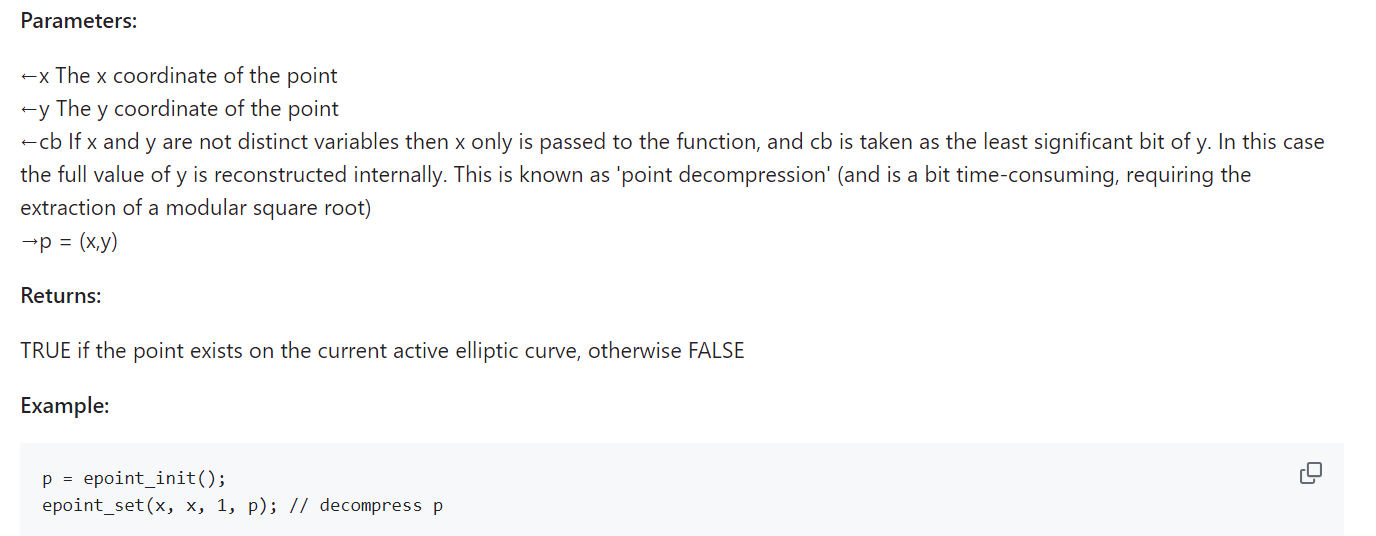 Parameters:
←x The x coordinate of the point
←y The y coordinate of the point
←cb If x and y are not distinct variables then x only is passed to the function, and cb is taken as the least significant bit of y. In this case
the full value of y is reconstructed internally. This is known as 'point decompression' (and is a bit time-consuming, requiring the
extraction of a modular square root)
→p = (x,y)
Returns:
TRUE if the point exists on the current active elliptic curve, otherwise FALSE
Example:
p = epoint_init();
epoint_set(x, x, 1, p); // decompress p